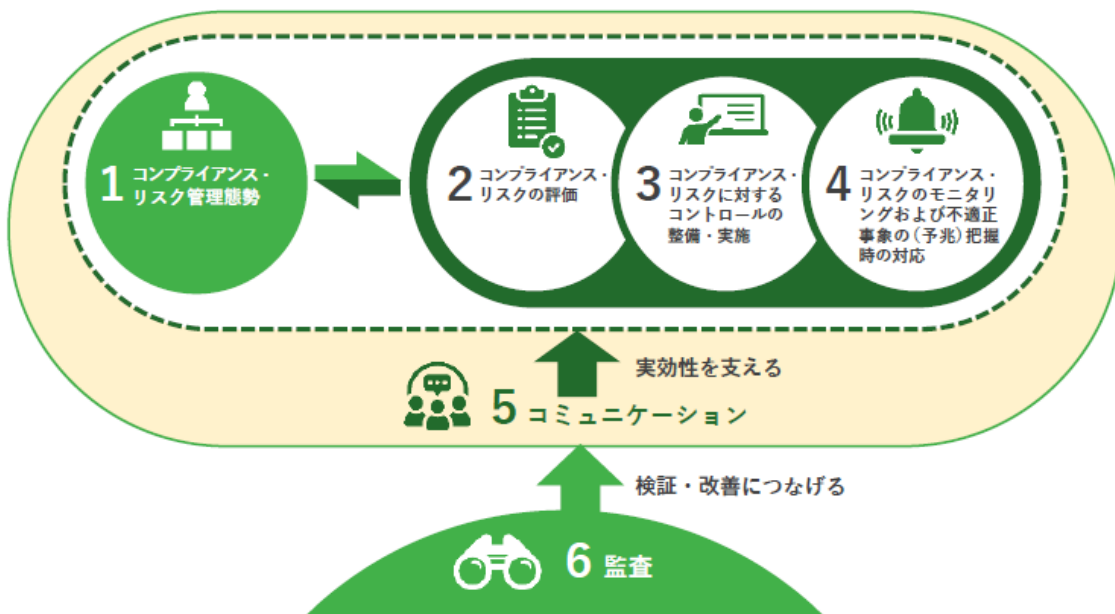 1 コンプライアンス・
リスク管理態勢
2 コンプライアンス・
リスクの評価
3 コンプライアンス・
リスクに対する
コントロールの
整備・実施
4 コンプライアンス・
リスクのモニタリ
ングおよび不適正
事象の(予兆)把握
時の対応
実効性を支える
5 コミュニケーション
検証・改善につなげる
6 監査